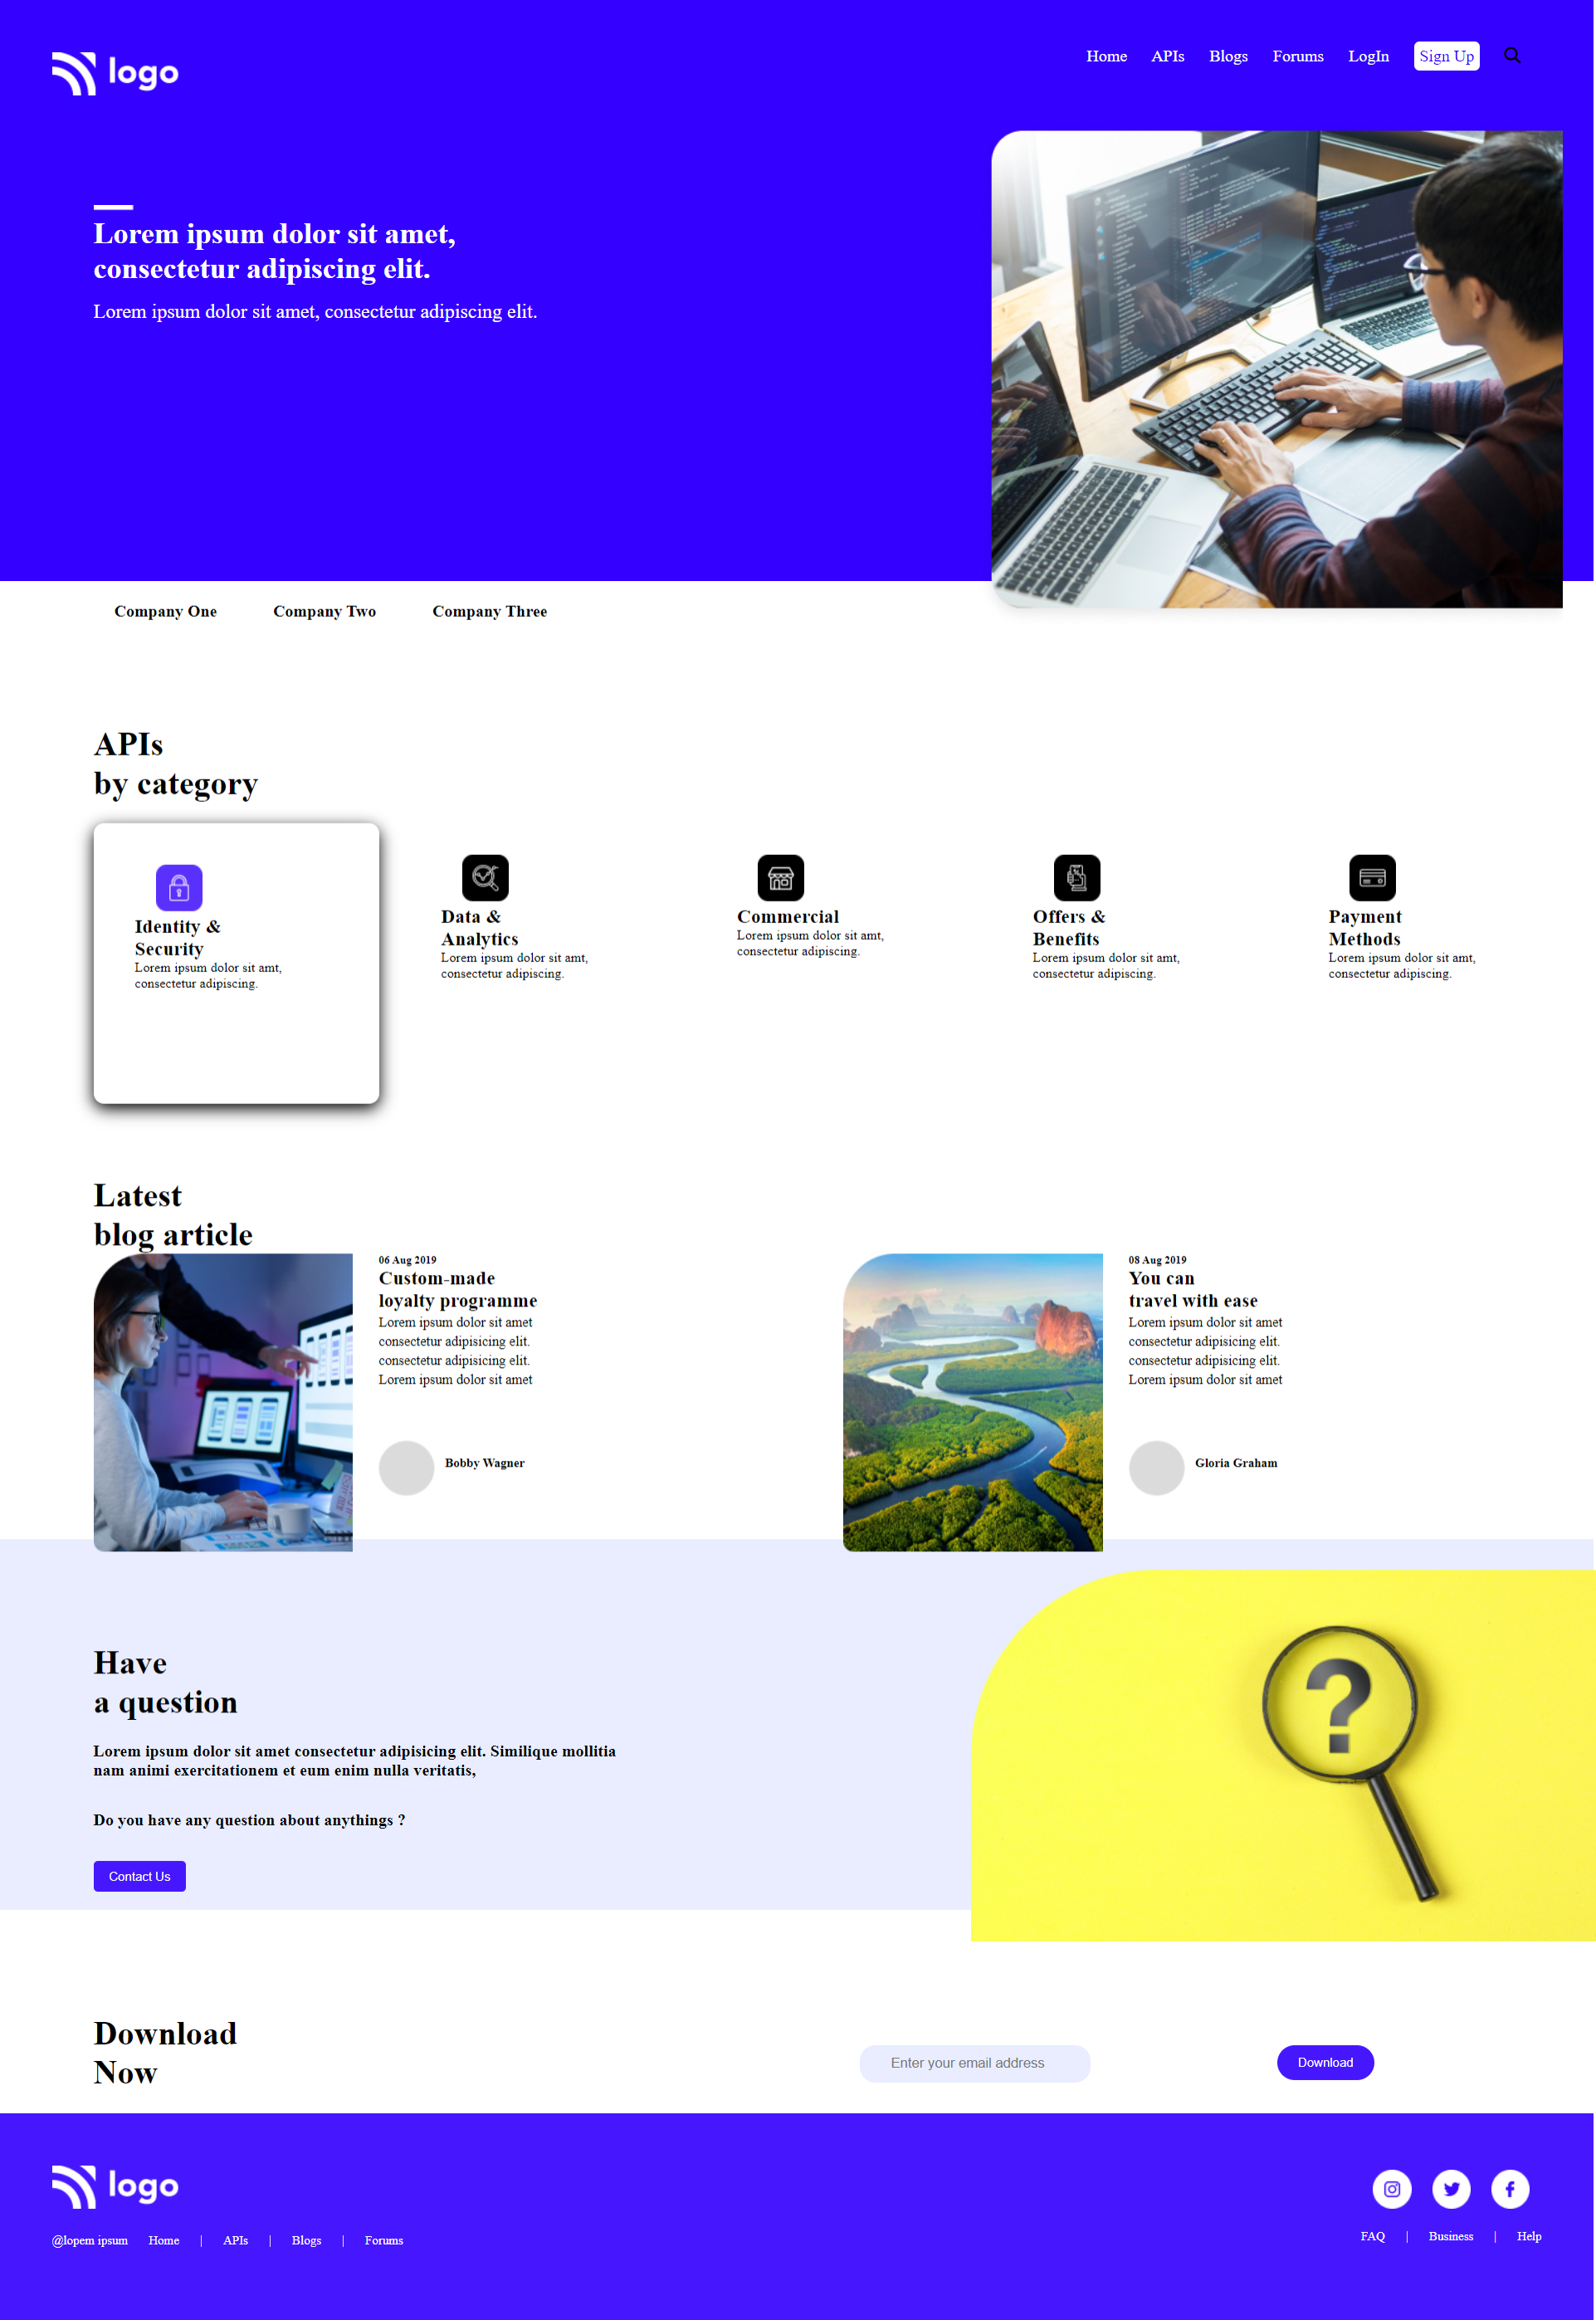 logo
Home APIs Blogs Forums LogIn Sign Up
Lorem ipsum dolor sit amet,
consectetur adipiscing elit.
Lorem ipsum dolor sit amet, consectetur adipiscing elit.
Company One Company Two Company Three
APIs
by category
Identity &
Security
Lorem ipsum dolor sit amt,
consectetur adipiscing.
Data &
Analytics
Lorem ipsum dolor sit amt,
consectetur adipiscing.
Commercial
Lorem ipsum dolor sit amt,
consectetur adipiscing.
Offers &
Benefits
Lorem ipsum dolor sit amt,
consectetur adipiscing.
Payment
Methods
Lorem ipsum dolor sit amt,
consectetur adipiscing.
Latest
blog article
06 Aug 2019
Custom-made
loyalty programme
Lorem ipsum dolor sit amet
consectetur adipisicing elit.
consectetur adipisicing elit.
Lorem ipsum dolor sit amet
Bobby Wagner
08 Aug 2019
You can
travel with ease
Lorem ipsum dolor sit amet
consectetur adipisicing elit.
consectetur adipisicing elit.
Lorem ipsum dolor sit amet
Gloria Graham
Have
a question
Lorem ipsum dolor sit amet consectetur adipisicing elit. Similique mollitia
nam animi exercitationem et eum enim nulla veritatis,
Do you have any question about anythings ?
Contact Us
?
Download
Now
Enter your email address
Download
logo
@lopem ipsum Home | APIs | Blogs | Forums
FAQ | Business | Help